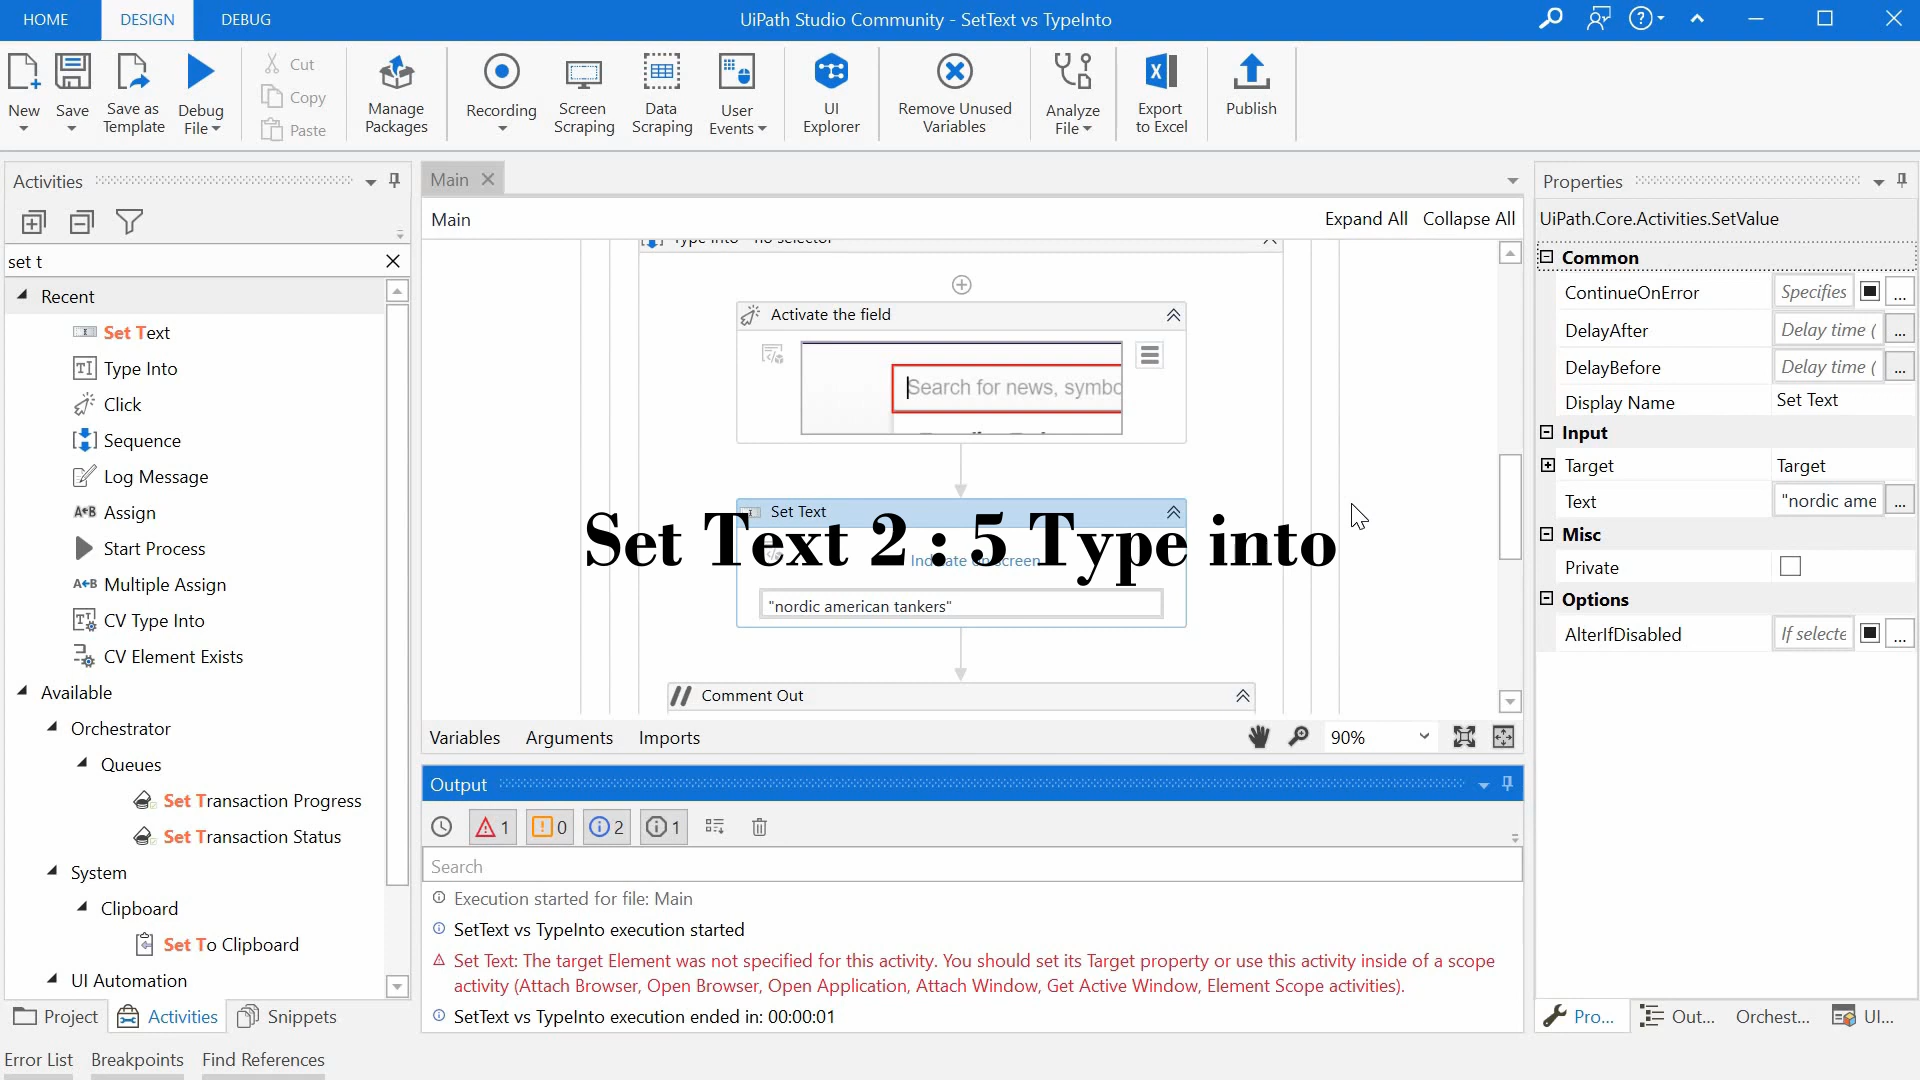 HOME DESIGN DEBUG UiPath Studio Community - SetText vs TypeInto
New Save Save as Template Debug File Cut Copy Paste Manage Packages Recording Screen Scraping Data Scraping User Events UI Explorer Remove Unused Variables Analyze File Export to Excel Publish
Activities
set t
Recent
Set Text
Type Into
Click
Sequence
Log Message
Assign
Start Process
Multiple Assign
CV Type Into
CV Element Exists
Available
Orchestrator
Queues
Set Transaction Progress
Set Transaction Status
System
Clipboard
Set To Clipboard
UI Automation
Project Activities Snippets
Error List Breakpoints Find References
Main
Main Expand All Collapse All
Type into - no selector
Activate the field
Search for news, symbo
Set Text
Set Text 2 : 5 Type into
Indicate on screen
"nordic american tankers"
Comment Out
Variables Arguments Imports 90%
Output
1 0 2 1
Search
Execution started for file: Main
SetText vs TypeInto execution started
Set Text: The target Element was not specified for this activity. You should set its Target property or use this activity inside of a scope
activity (Attach Browser, Open Browser, Open Application, Attach Window, Get Active Window, Element Scope activities).
SetText vs TypeInto execution ended in: 00:00:01
Properties
UiPath.Core.Activities.SetValue
Common
ContinueOnError Specifies ...
DelayAfter Delay time ( ...
DelayBefore Delay time ( ...
Display Name Set Text
Input
Target Target
Text "nordic ame ...
Misc
Private
Options
AlterIfDisabled If selecte ...
Pro... Out... Orchest... UI...